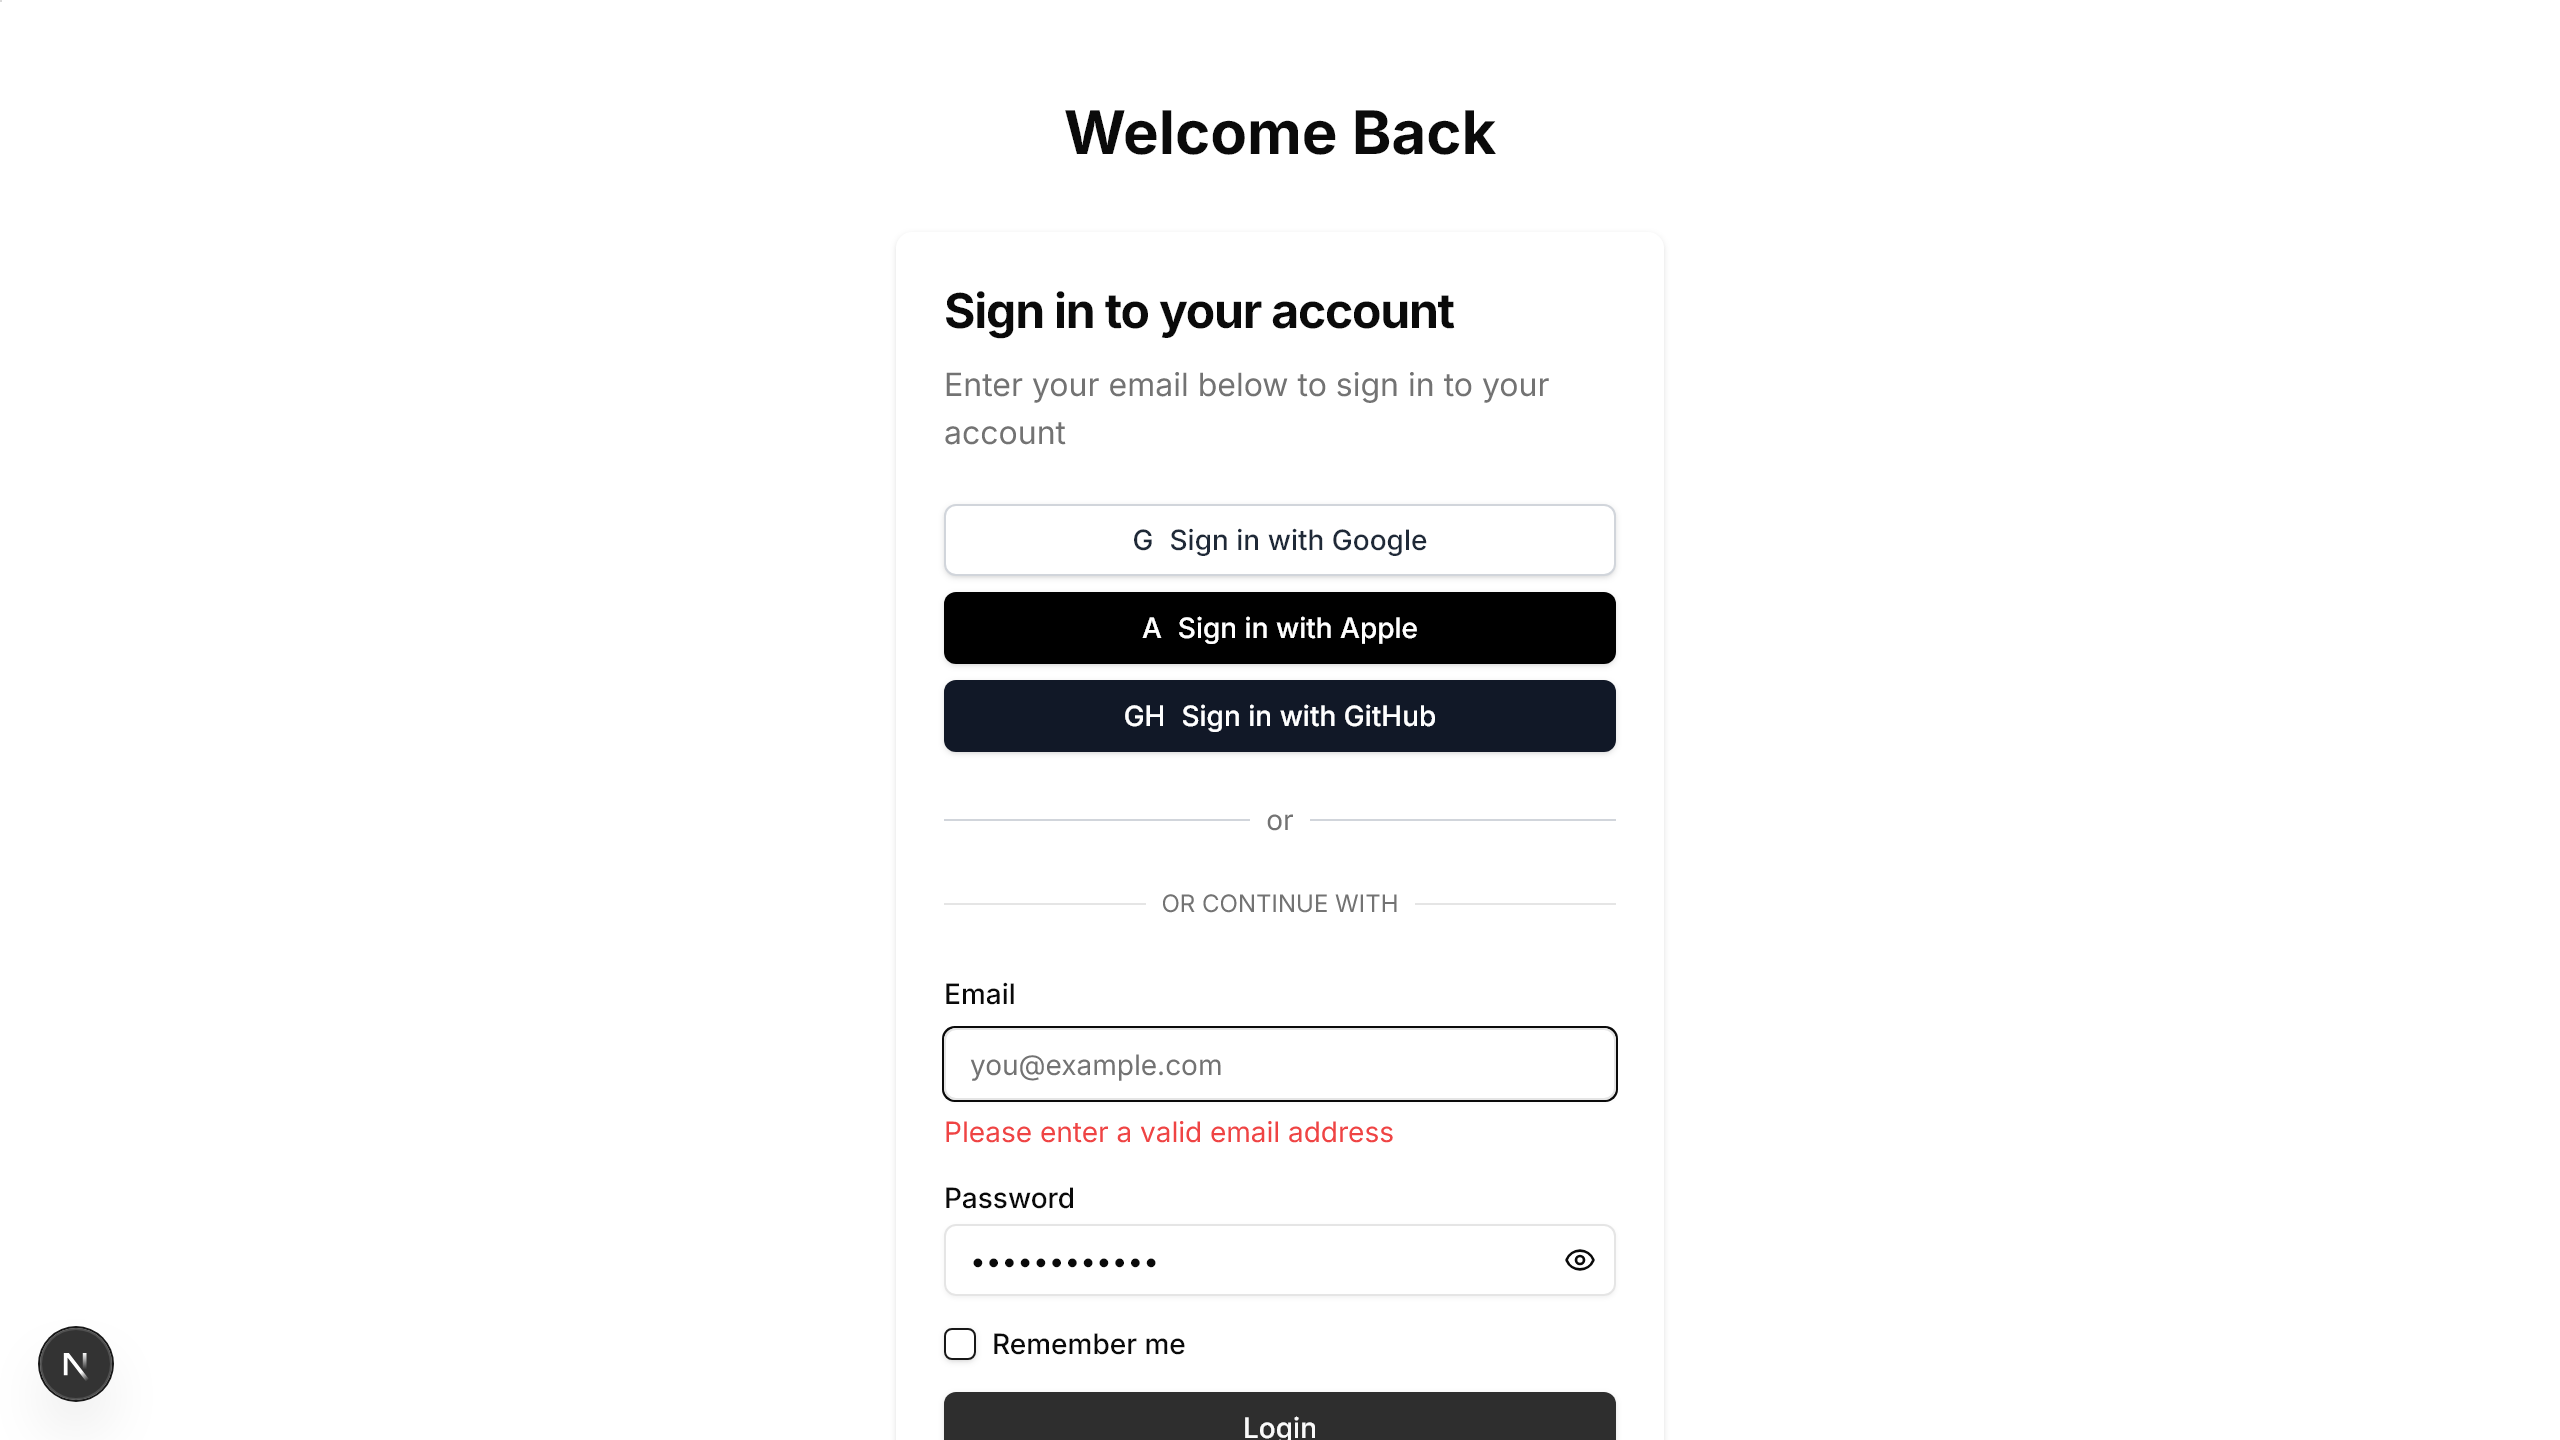 Welcome Back
Sign in to your account
Enter your email below to sign in to your
account
G Sign in with Google
A Sign in with Apple
GH Sign in with GitHub
or
OR CONTINUE WITH
Email
you@example.com
Please enter a valid email address
Password
••••••••••••
Remember me
N
Login